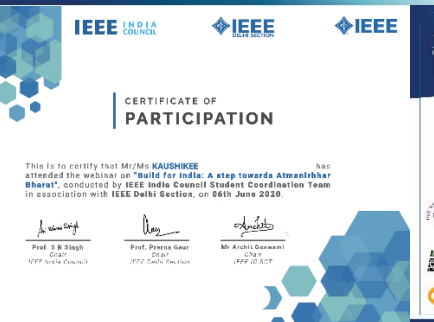 IEEE INDIA COUNCIL
IEEE DELHI SECTION
IEEE
CERTIFICATE OF
PARTICIPATION
This is to certify that Mr/Ms KAUSHIKEE has
attended the webinar on "Build for India: A step towards Atmanirbhar
Bharat", conducted by IEEE India Council Student Coordination Team
in association with IEEE Delhi Section, on 06th June 2020.
Prof. S N Singh
Chair
IEEE India Council
Prof. Prerna Gaur
Chair
IEEE Delhi Section
Mr Archit Goswami
Chair
IEEE IC SCT